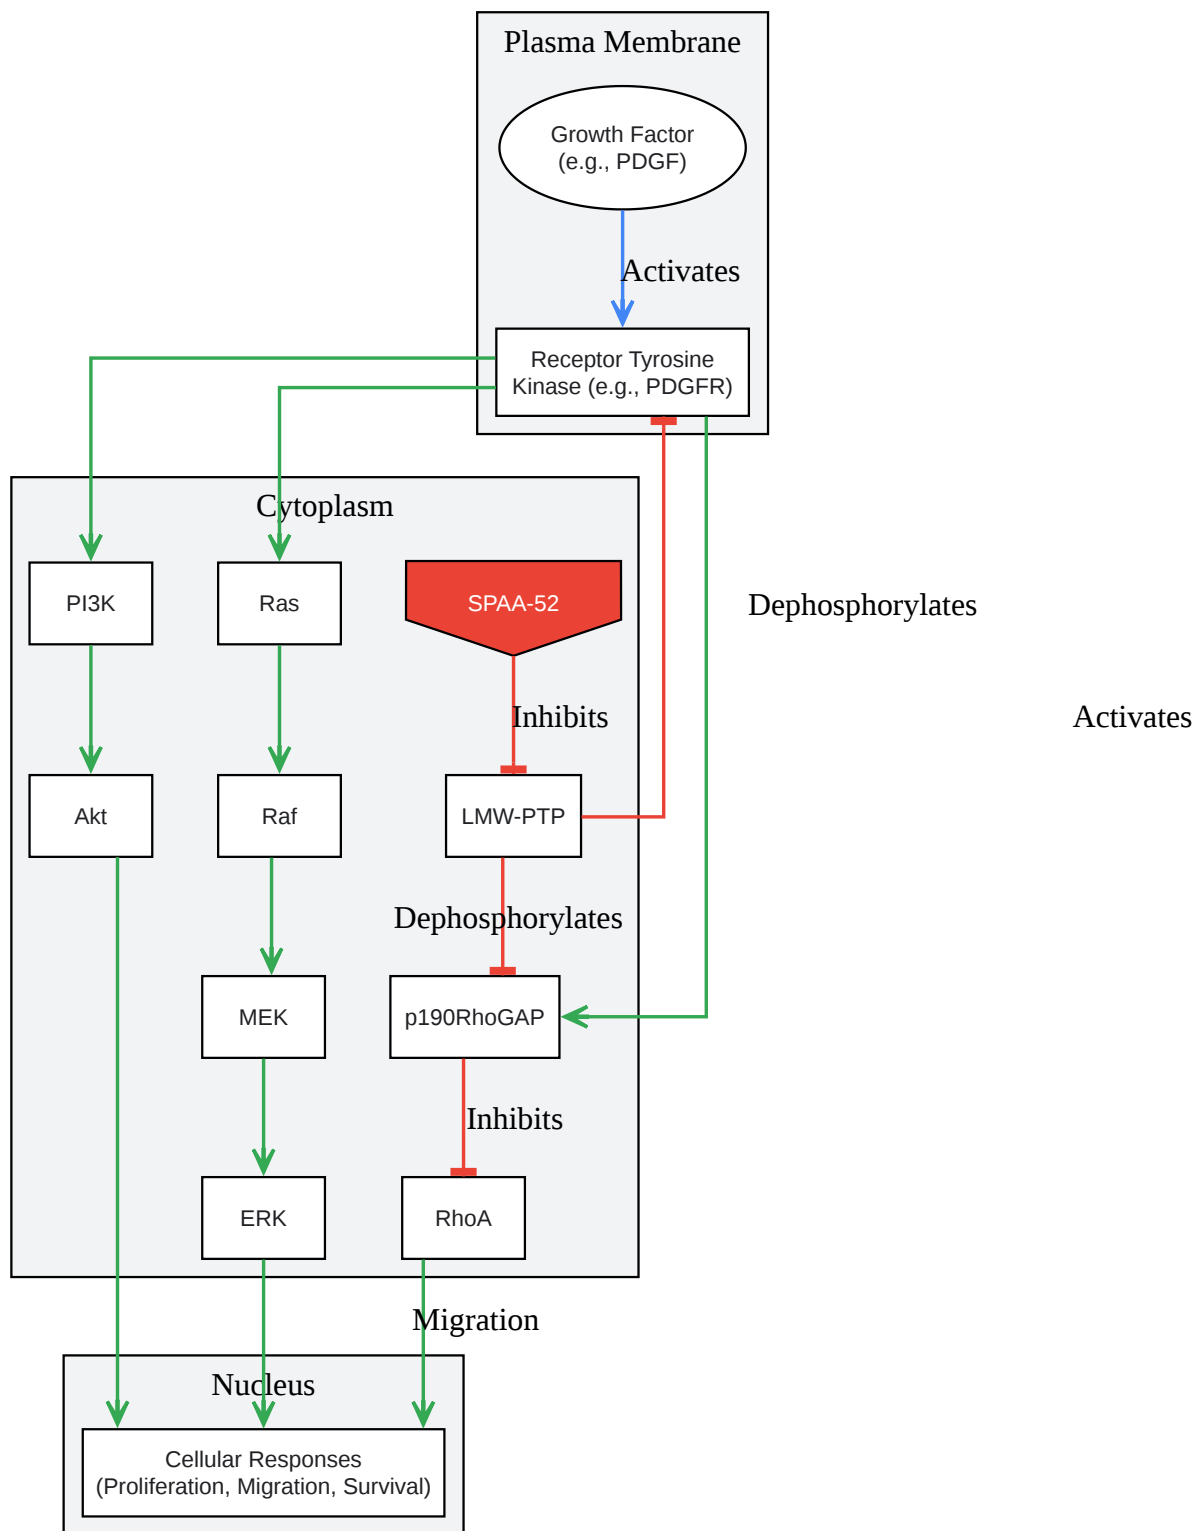 Plasma Membrane
Growth Factor
(e.g., PDGF)
Activates
Receptor Tyrosine
Kinase (e.g., PDGFR)
Cytoplasm
PI3K
Ras
SPAA-52
Dephosphorylates
Inhibits
Activates
Akt
Raf
LMW-PTP
Dephosphorylates
MEK
p190RhoGAP
Inhibits
ERK
RhoA
Migration
Nucleus
Cellular Responses
(Proliferation, Migration, Survival)